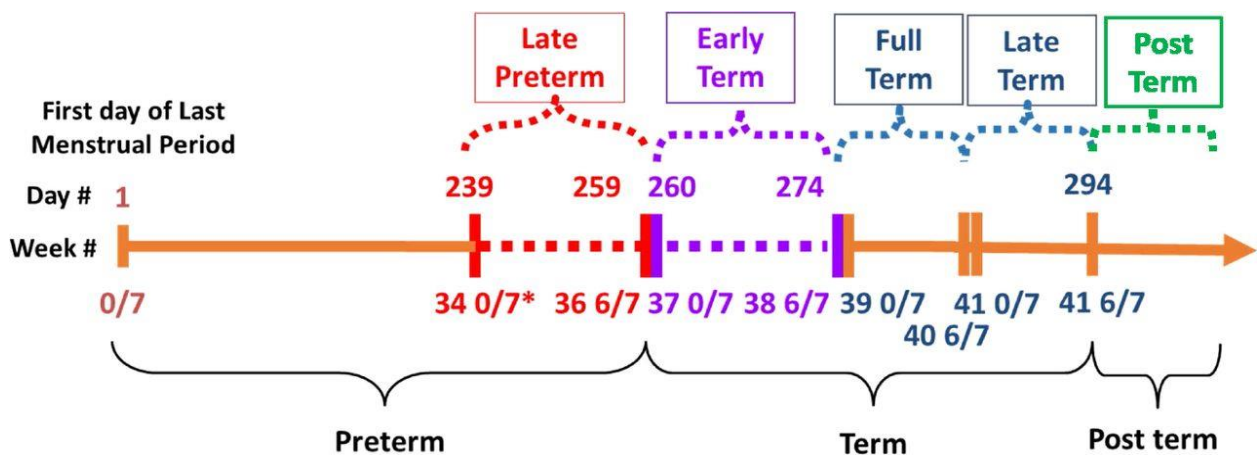 Late
Preterm
Early
Term
Full
Term
Late
Term
Post
Term
First day of Last
Menstrual Period
Day # 1 239 259 260 274 294
Week #
0/7 34 0/7* 36 6/7 37 0/7 38 6/7 39 0/7 41 0/7 41 6/7
40 6/7
Preterm Term Post term